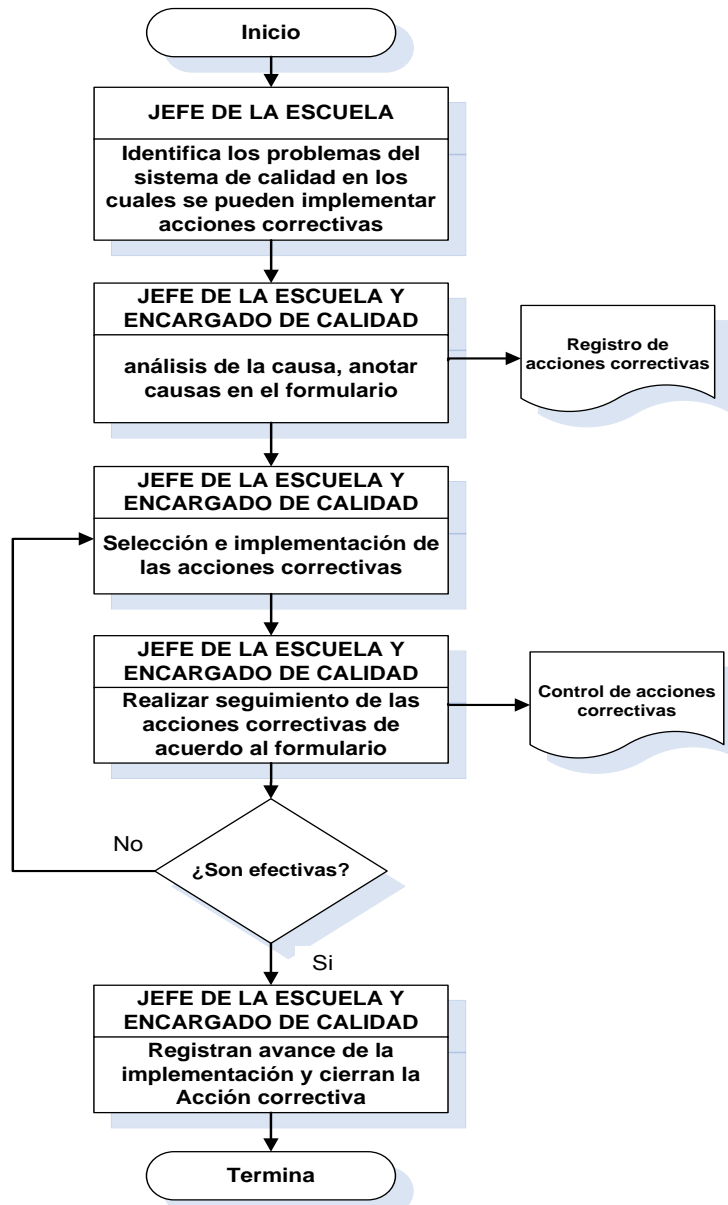 Inicio
JEFE DE LA ESCUELA
Identifica los problemas del
sistema de calidad en los
cuales se pueden implementar
acciones correctivas
JEFE DE LA ESCUELA Y
ENCARGADO DE CALIDAD
análisis de la causa, anotar
causas en el formulario
Registro de
acciones correctivas
JEFE DE LA ESCUELA Y
ENCARGADO DE CALIDAD
Selección e implementación de
las acciones correctivas
JEFE DE LA ESCUELA Y
ENCARGADO DE CALIDAD
Realizar seguimiento de las
acciones correctivas de
acuerdo al formulario
Control de acciones
correctivas
¿Son efectivas?
No
Si
JEFE DE LA ESCUELA Y
ENCARGADO DE CALIDAD
Registran avance de la
implementación y cierran la
Acción correctiva
Termina